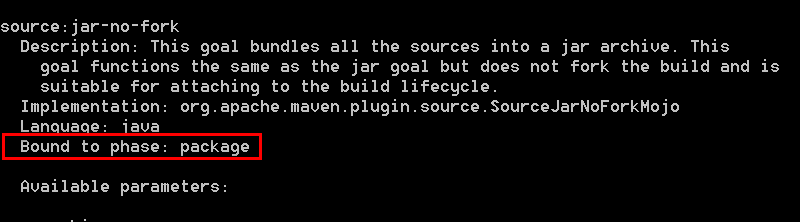 source:jar-no-fork
Description: This goal bundles all the sources into a jar archive. This
goal functions the same as the jar goal but does not fork the build and is
suitable for attaching to the build lifecycle.
Implementation: org.apache.maven.plugin.source.SourceJarNoForkMojo
Language: java
Bound to phase: package
Available parameters: